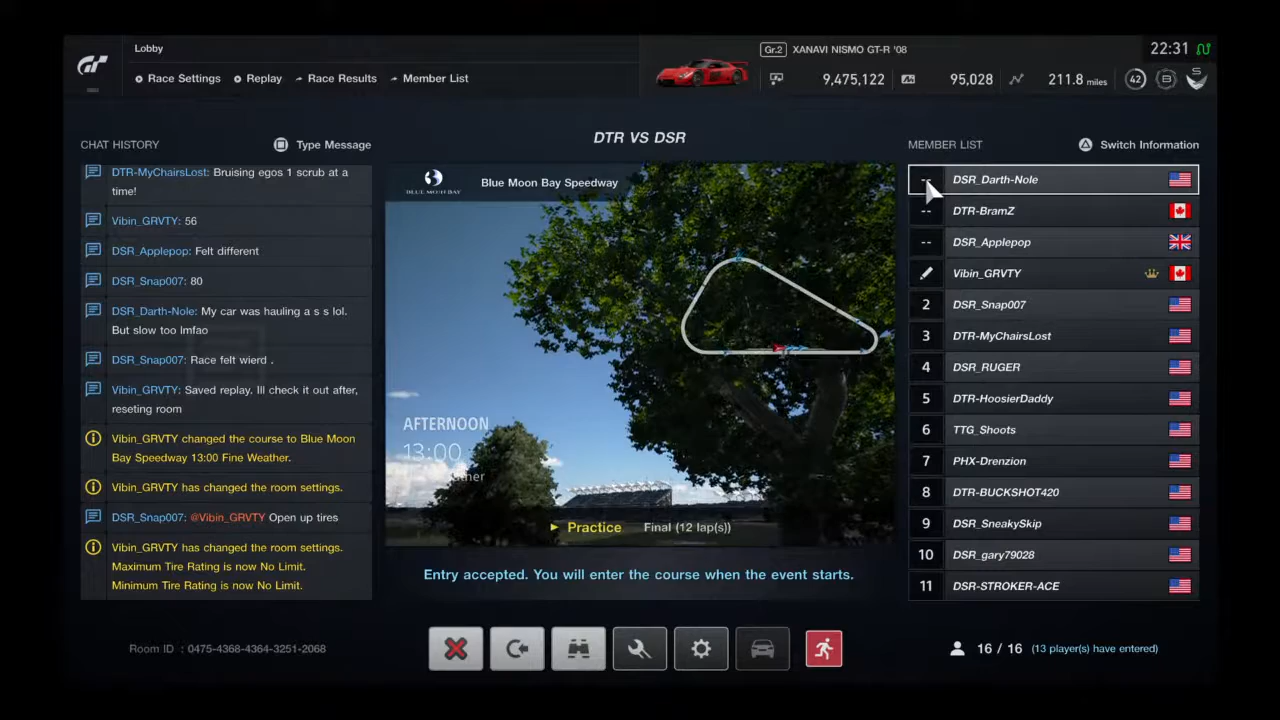 Lobby
Race Settings
Replay
Race Results
Member List
Gr.2 XANAVI NISMO GT-R '08
22:31
9,475,122
95,028
211.8 miles
42
B
S
CHAT HISTORY
Type Message
DTR-MyChairsLost: Bruising egos 1 scrub at a
time!
Vibin_GRVTY: 56
DSR_Applepop: Felt different
DSR_Snap007: 80
DSR_Darth-Nole: My car was hauling a s s lol.
But slow too lmfao
DSR_Snap007: Race felt wierd .
Vibin_GRVTY: Saved replay, Ill check it out after,
reseting room
Vibin_GRVTY changed the course to Blue Moon
Bay Speedway 13:00 Fine Weather.
Vibin_GRVTY has changed the room settings.
DSR_Snap007: @Vibin_GRVTY Open up tires
Vibin_GRVTY has changed the room settings.
Maximum Tire Rating is now No Limit.
Minimum Tire Rating is now No Limit.
DTR VS DSR
BLUE MOON BAY
Blue Moon Bay Speedway
AFTERNOON
13:00
Practice
Final (12 lap(s))
Entry accepted. You will enter the course when the event starts.
MEMBER LIST
Switch Information
-- DSR_Darth-Nole
-- DTR-BramZ
-- DSR_Applepop
Vibin_GRVTY
2 DSR_Snap007
3 DTR-MyChairsLost
4 DSR_RUGER
5 DTR-HoosierDaddy
6 TTG_Shoots
7 PHX-Drenzion
8 DTR-BUCKSHOT420
9 DSR_SneakySkip
10 DSR_gary79028
11 DSR-STROKER-ACE
Room ID : 0475-4368-4364-3251-2068
16 / 16 (13 player(s) have entered)